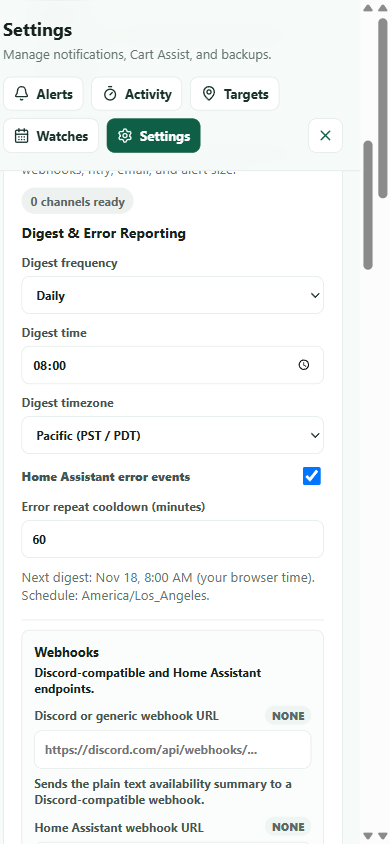 Settings
Manage notifications, Cart Assist, and backups.
Alerts
Activity
Targets
Watches
Settings
webhooks, ntfy, email, and alert size.
0 channels ready
Digest & Error Reporting
Digest frequency
Daily
Digest time
08:00
Digest timezone
Pacific (PST / PDT)
Home Assistant error events
Error repeat cooldown (minutes)
60
Next digest: Nov 18, 8:00 AM (your browser time).
Schedule: America/Los_Angeles.
Webhooks
Discord-compatible and Home Assistant
endpoints.
Discord or generic webhook URL
NONE
https://discord.com/api/webhooks/...
Sends the plain text availability summary to a
Discord-compatible webhook.
Home Assistant webhook URL
NONE